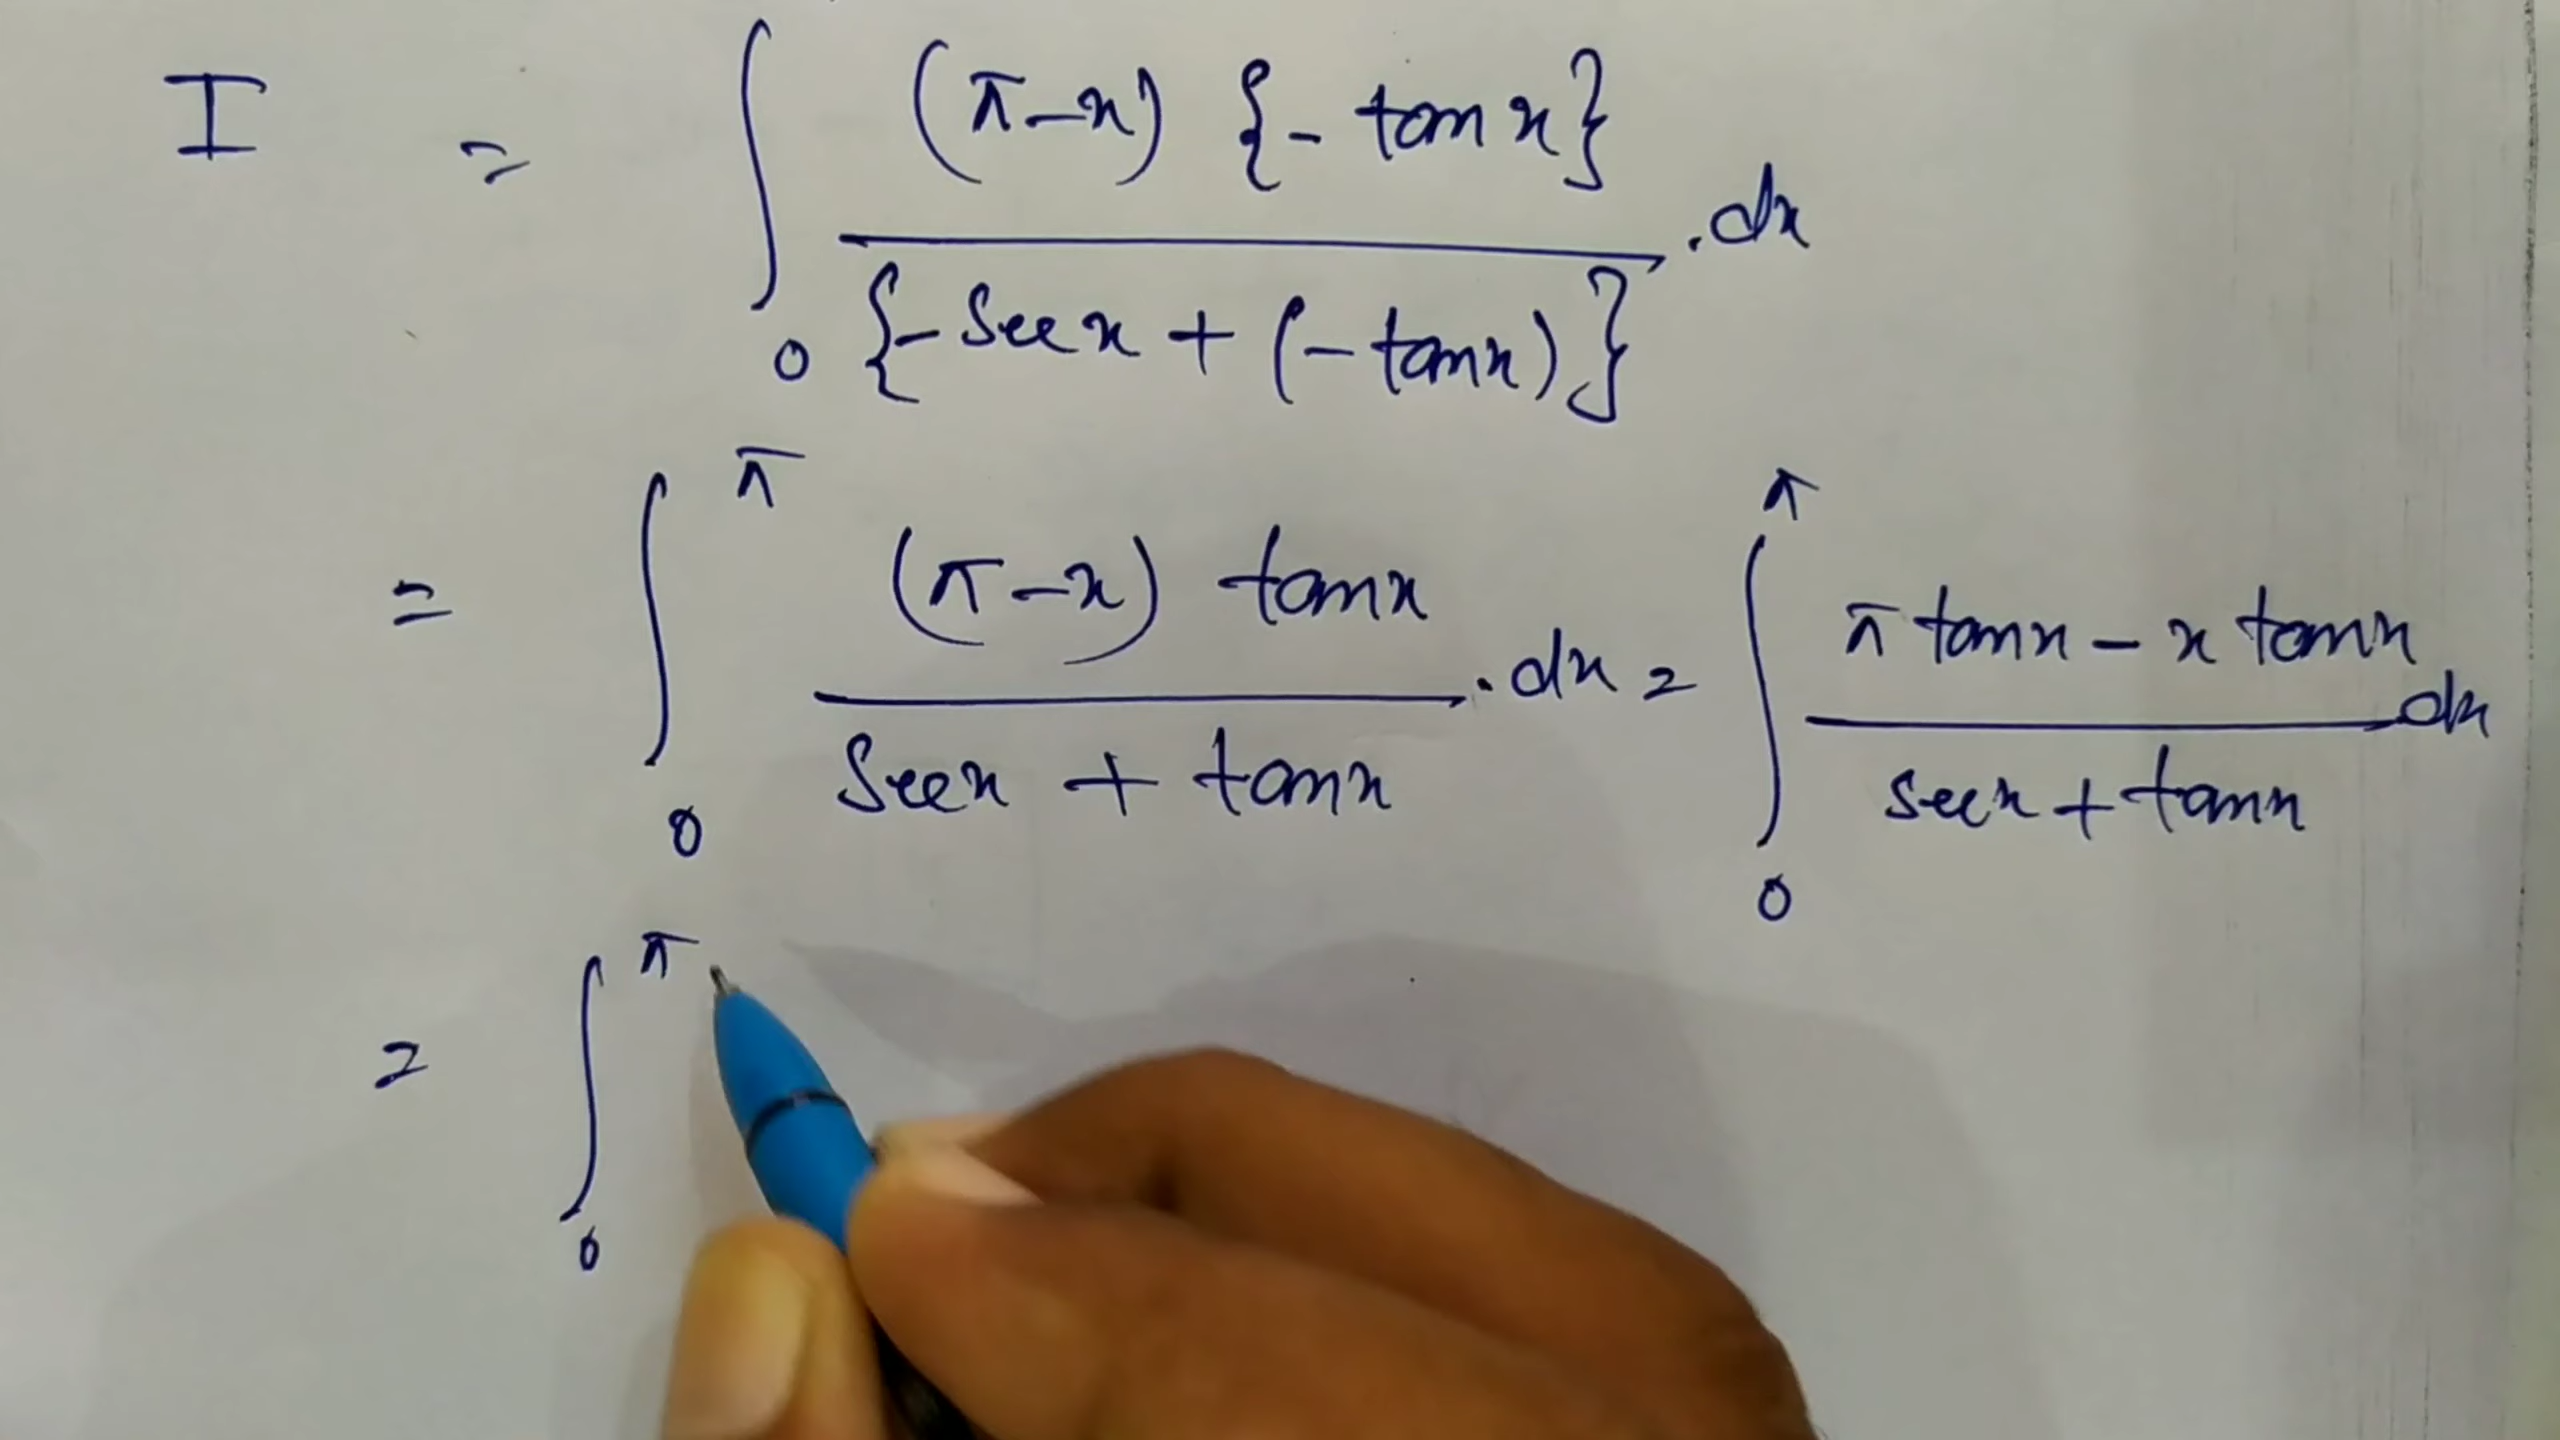 I = ∫₀ (π-x) {- tan x} / {- Sec x + (- tan x)} . dx
= ∫₀^π (π-x) tan x / Sec x + tan x . dx = ∫₀^π π tan x - x tan x / sec x + tan x dx
= ∫₀^π